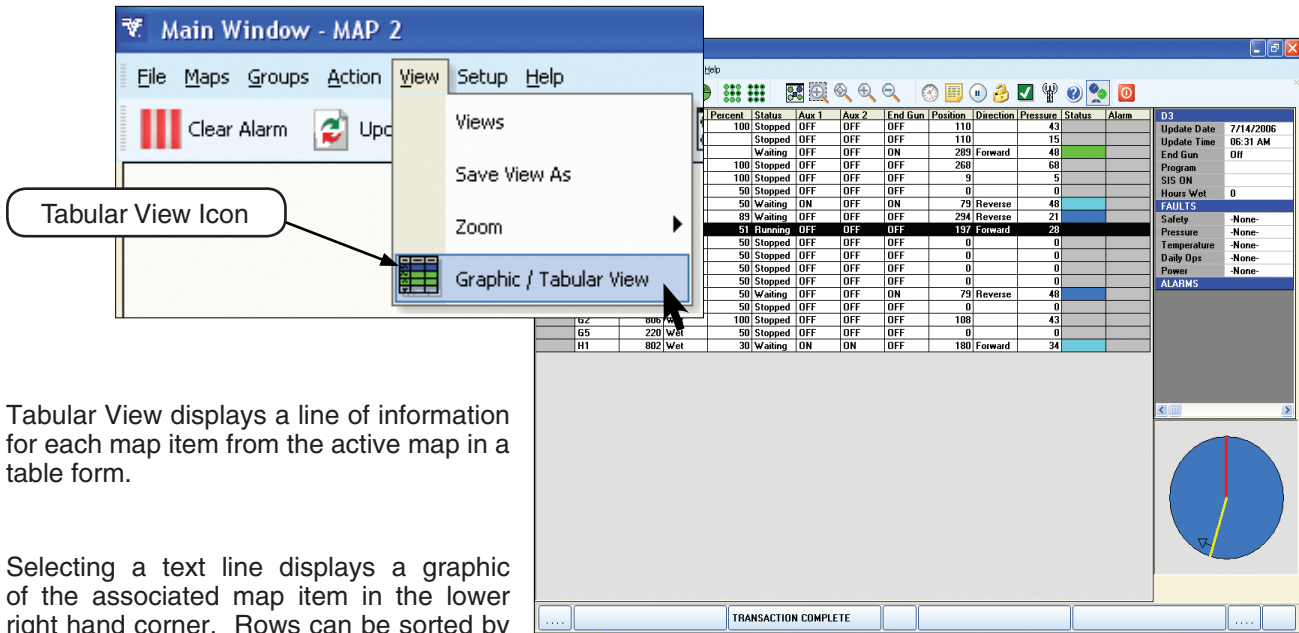 Main Window - MAP 2
File Maps Groups Action View Setup Help
Clear Alarm
Views
Save View As
Zoom
Graphic / Tabular View
Tabular View Icon
Help
Percent Status Aux 1 Aux 2 End Gun Position Direction Pressure Status Alarm
100 Stopped OFF OFF OFF 110 43
Stopped OFF OFF OFF 110 15
Waiting OFF OFF ON 289 Forward 48
100 Stopped OFF OFF OFF 268 68
100 Stopped OFF OFF OFF 9 5
50 Stopped OFF OFF OFF 0 0
50 Waiting ON OFF ON 79 Reverse 48
89 Waiting OFF OFF OFF 294 Reverse 21
51 Running OFF OFF OFF 197 Forward 28
50 Stopped OFF OFF OFF 0 0
50 Stopped OFF OFF OFF 0 0
50 Stopped OFF OFF OFF 0 0
50 Stopped OFF OFF OFF 0 0
50 Waiting OFF OFF ON 79 Reverse 48
50 Stopped OFF OFF OFF 0 0
G2 806 100 Stopped OFF OFF OFF 108 43
G5 220 Wet 50 Stopped OFF OFF OFF 0 0
H1 802 Wet 30 Waiting ON ON OFF 180 Forward 34
D3
Update Date 7/14/2006
Update Time 06:31 AM
End Gun Off
Program
SIS ON
Hours Wet 0
FAULTS
Safety -None-
Pressure -None-
Temperature -None-
Daily Ops -None-
Power -None-
ALARMS
Tabular View displays a line of information
for each map item from the active map in a
table form.
Selecting a text line displays a graphic
of the associated map item in the lower
right hand corner. Rows can be sorted by
.... TRANSACTION COMPLETE ....